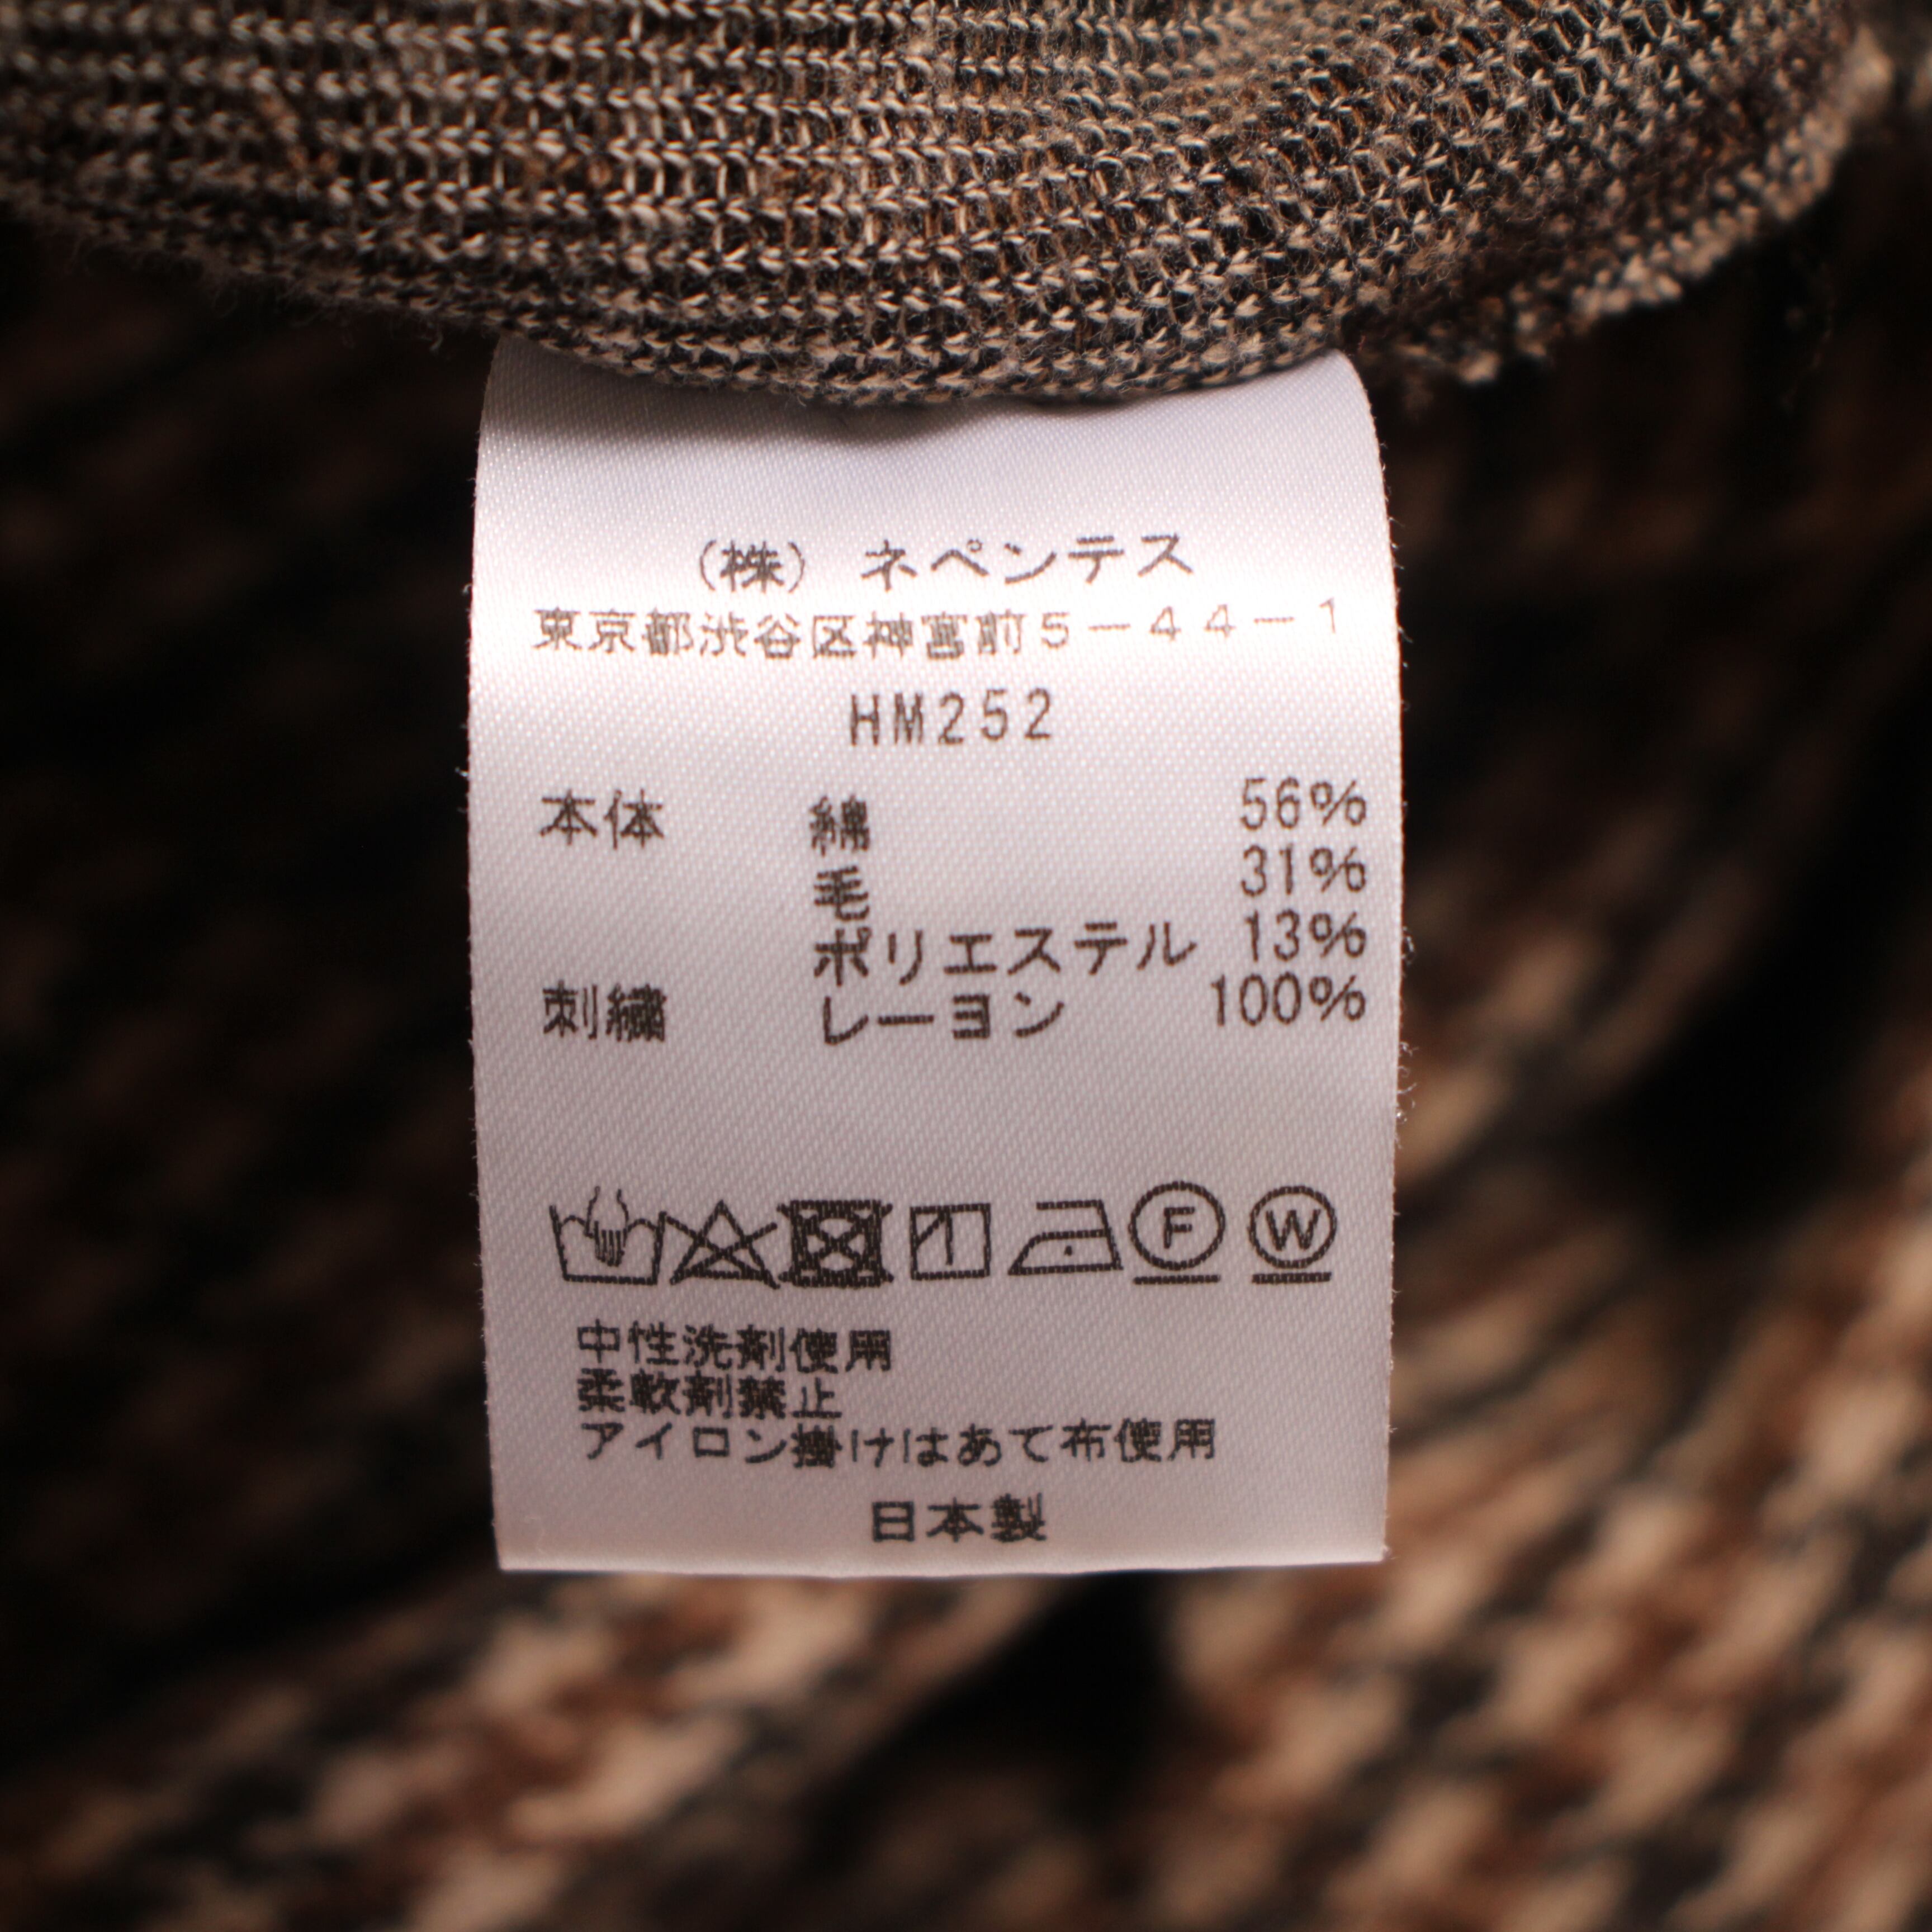 (株) ネペンテス
東京都渋谷区神宮前5-44-1
HM252
本体 綿 56%
毛 31%
ポリエステル 13%
刺繍 レーヨン 100%
F W
中性洗剤使用
柔軟剤禁止
アイロン掛けはあて布使用
日本製